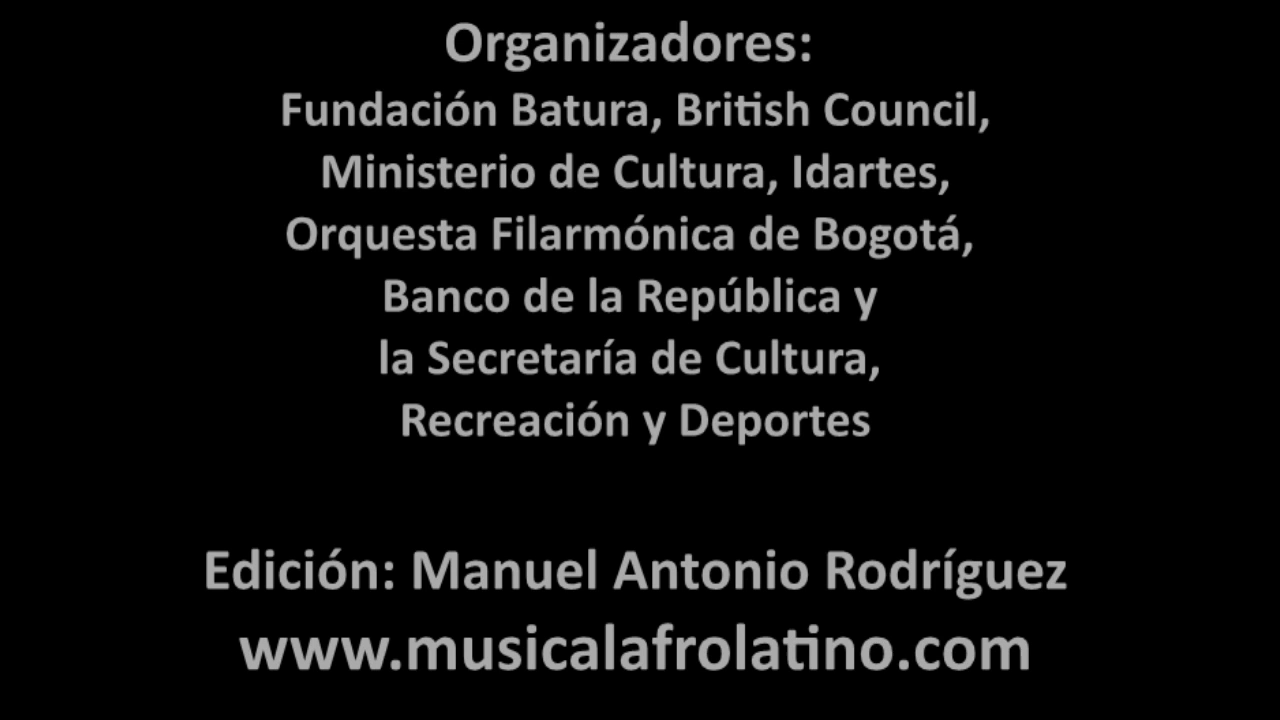 Organizadores:
Fundación Batura, British Council,
Ministerio de Cultura, Idartes,
Orquesta Filarmónica de Bogotá,
Banco de la República y
la Secretaría de Cultura,
Recreación y Deportes
Edición: Manuel Antonio Rodríguez
www.musicalafrolatino.com